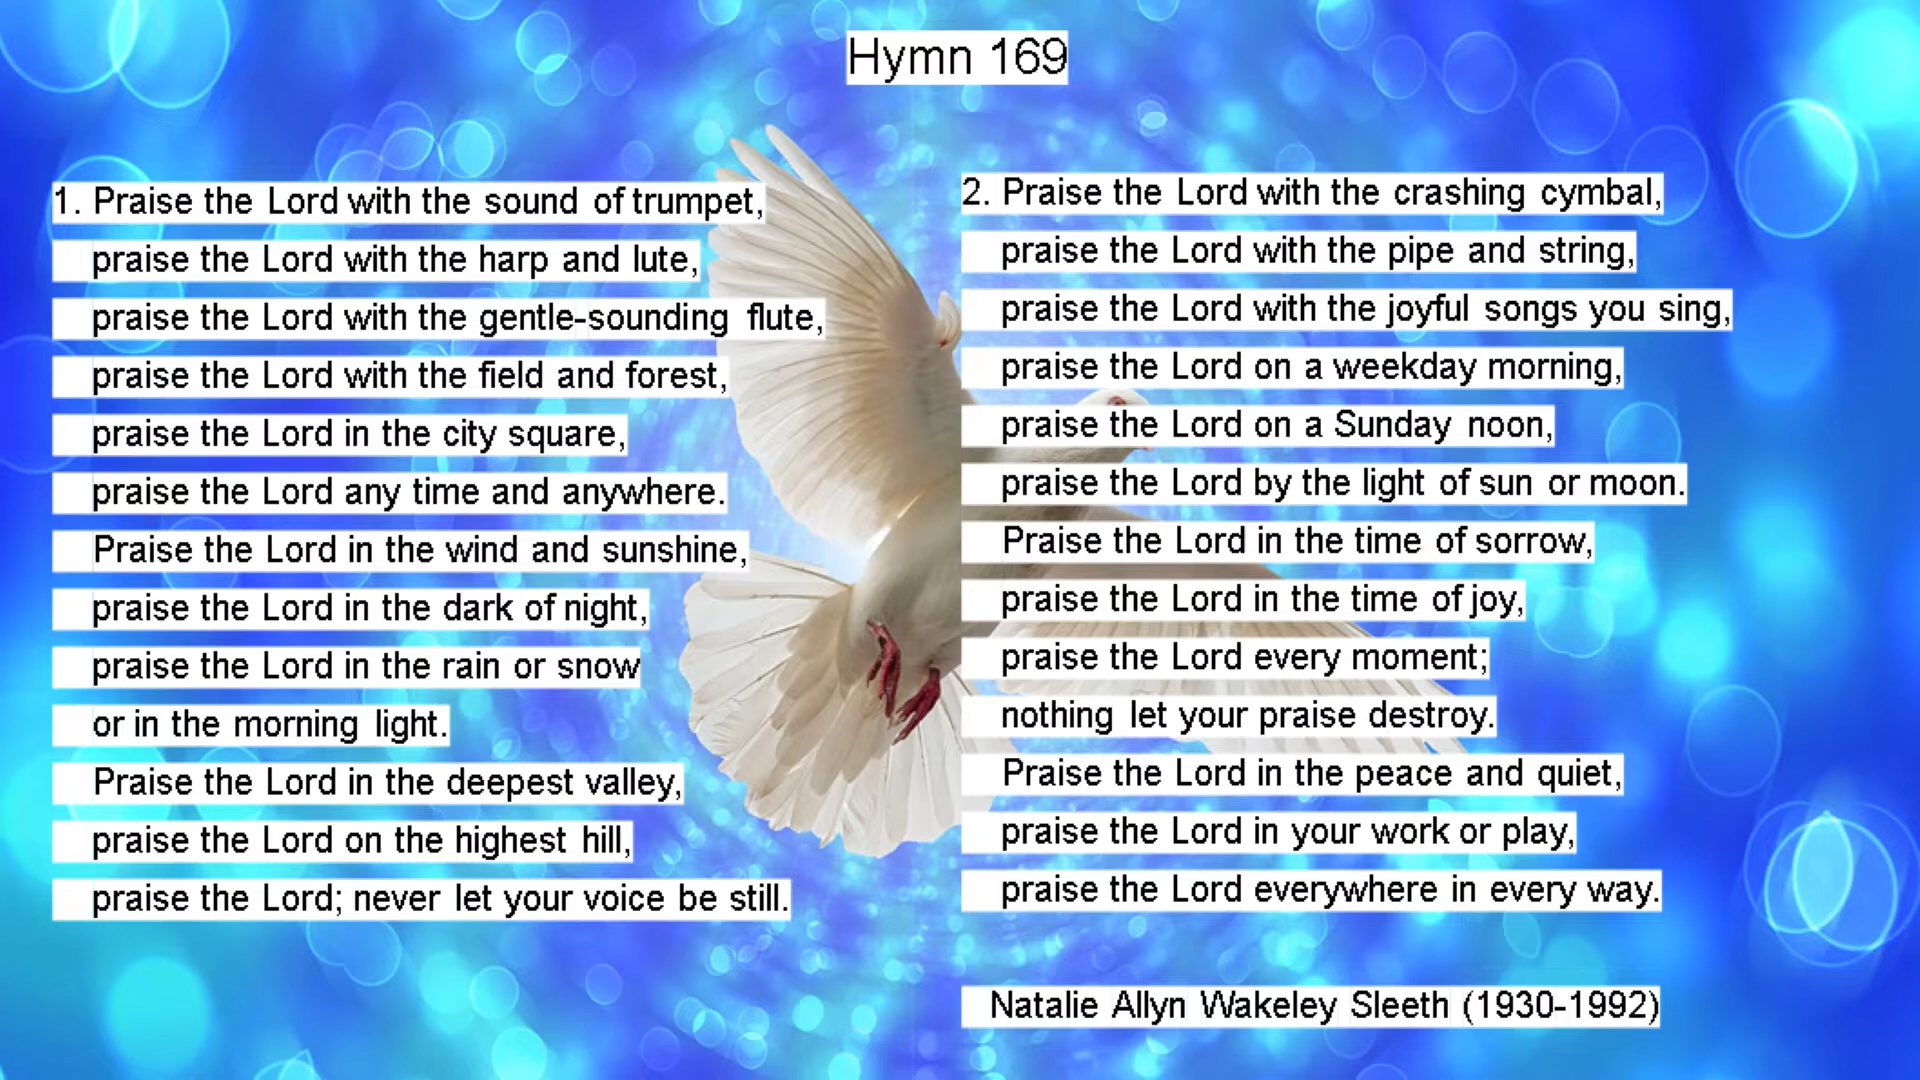 Hymn 169
1. Praise the Lord with the sound of trumpet,
praise the Lord with the harp and lute,
praise the Lord with the gentle-sounding flute,
praise the Lord with the field and forest,
praise the Lord in the city square,
praise the Lord any time and anywhere.
Praise the Lord in the wind and sunshine,
praise the Lord in the dark of night,
praise the Lord in the rain or snow
or in the morning light.
Praise the Lord in the deepest valley,
praise the Lord on the highest hill,
praise the Lord; never let your voice be still.
2. Praise the Lord with the crashing cymbal,
praise the Lord with the pipe and string,
praise the Lord with the joyful songs you sing,
praise the Lord on a weekday morning,
praise the Lord on a Sunday noon,
praise the Lord by the light of sun or moon.
Praise the Lord in the time of sorrow,
praise the Lord in the time of joy,
praise the Lord every moment;
nothing let your praise destroy.
Praise the Lord in the peace and quiet,
praise the Lord in your work or play,
praise the Lord everywhere in every way.
Natalie Allyn Wakeley Sleeth (1930-1992)